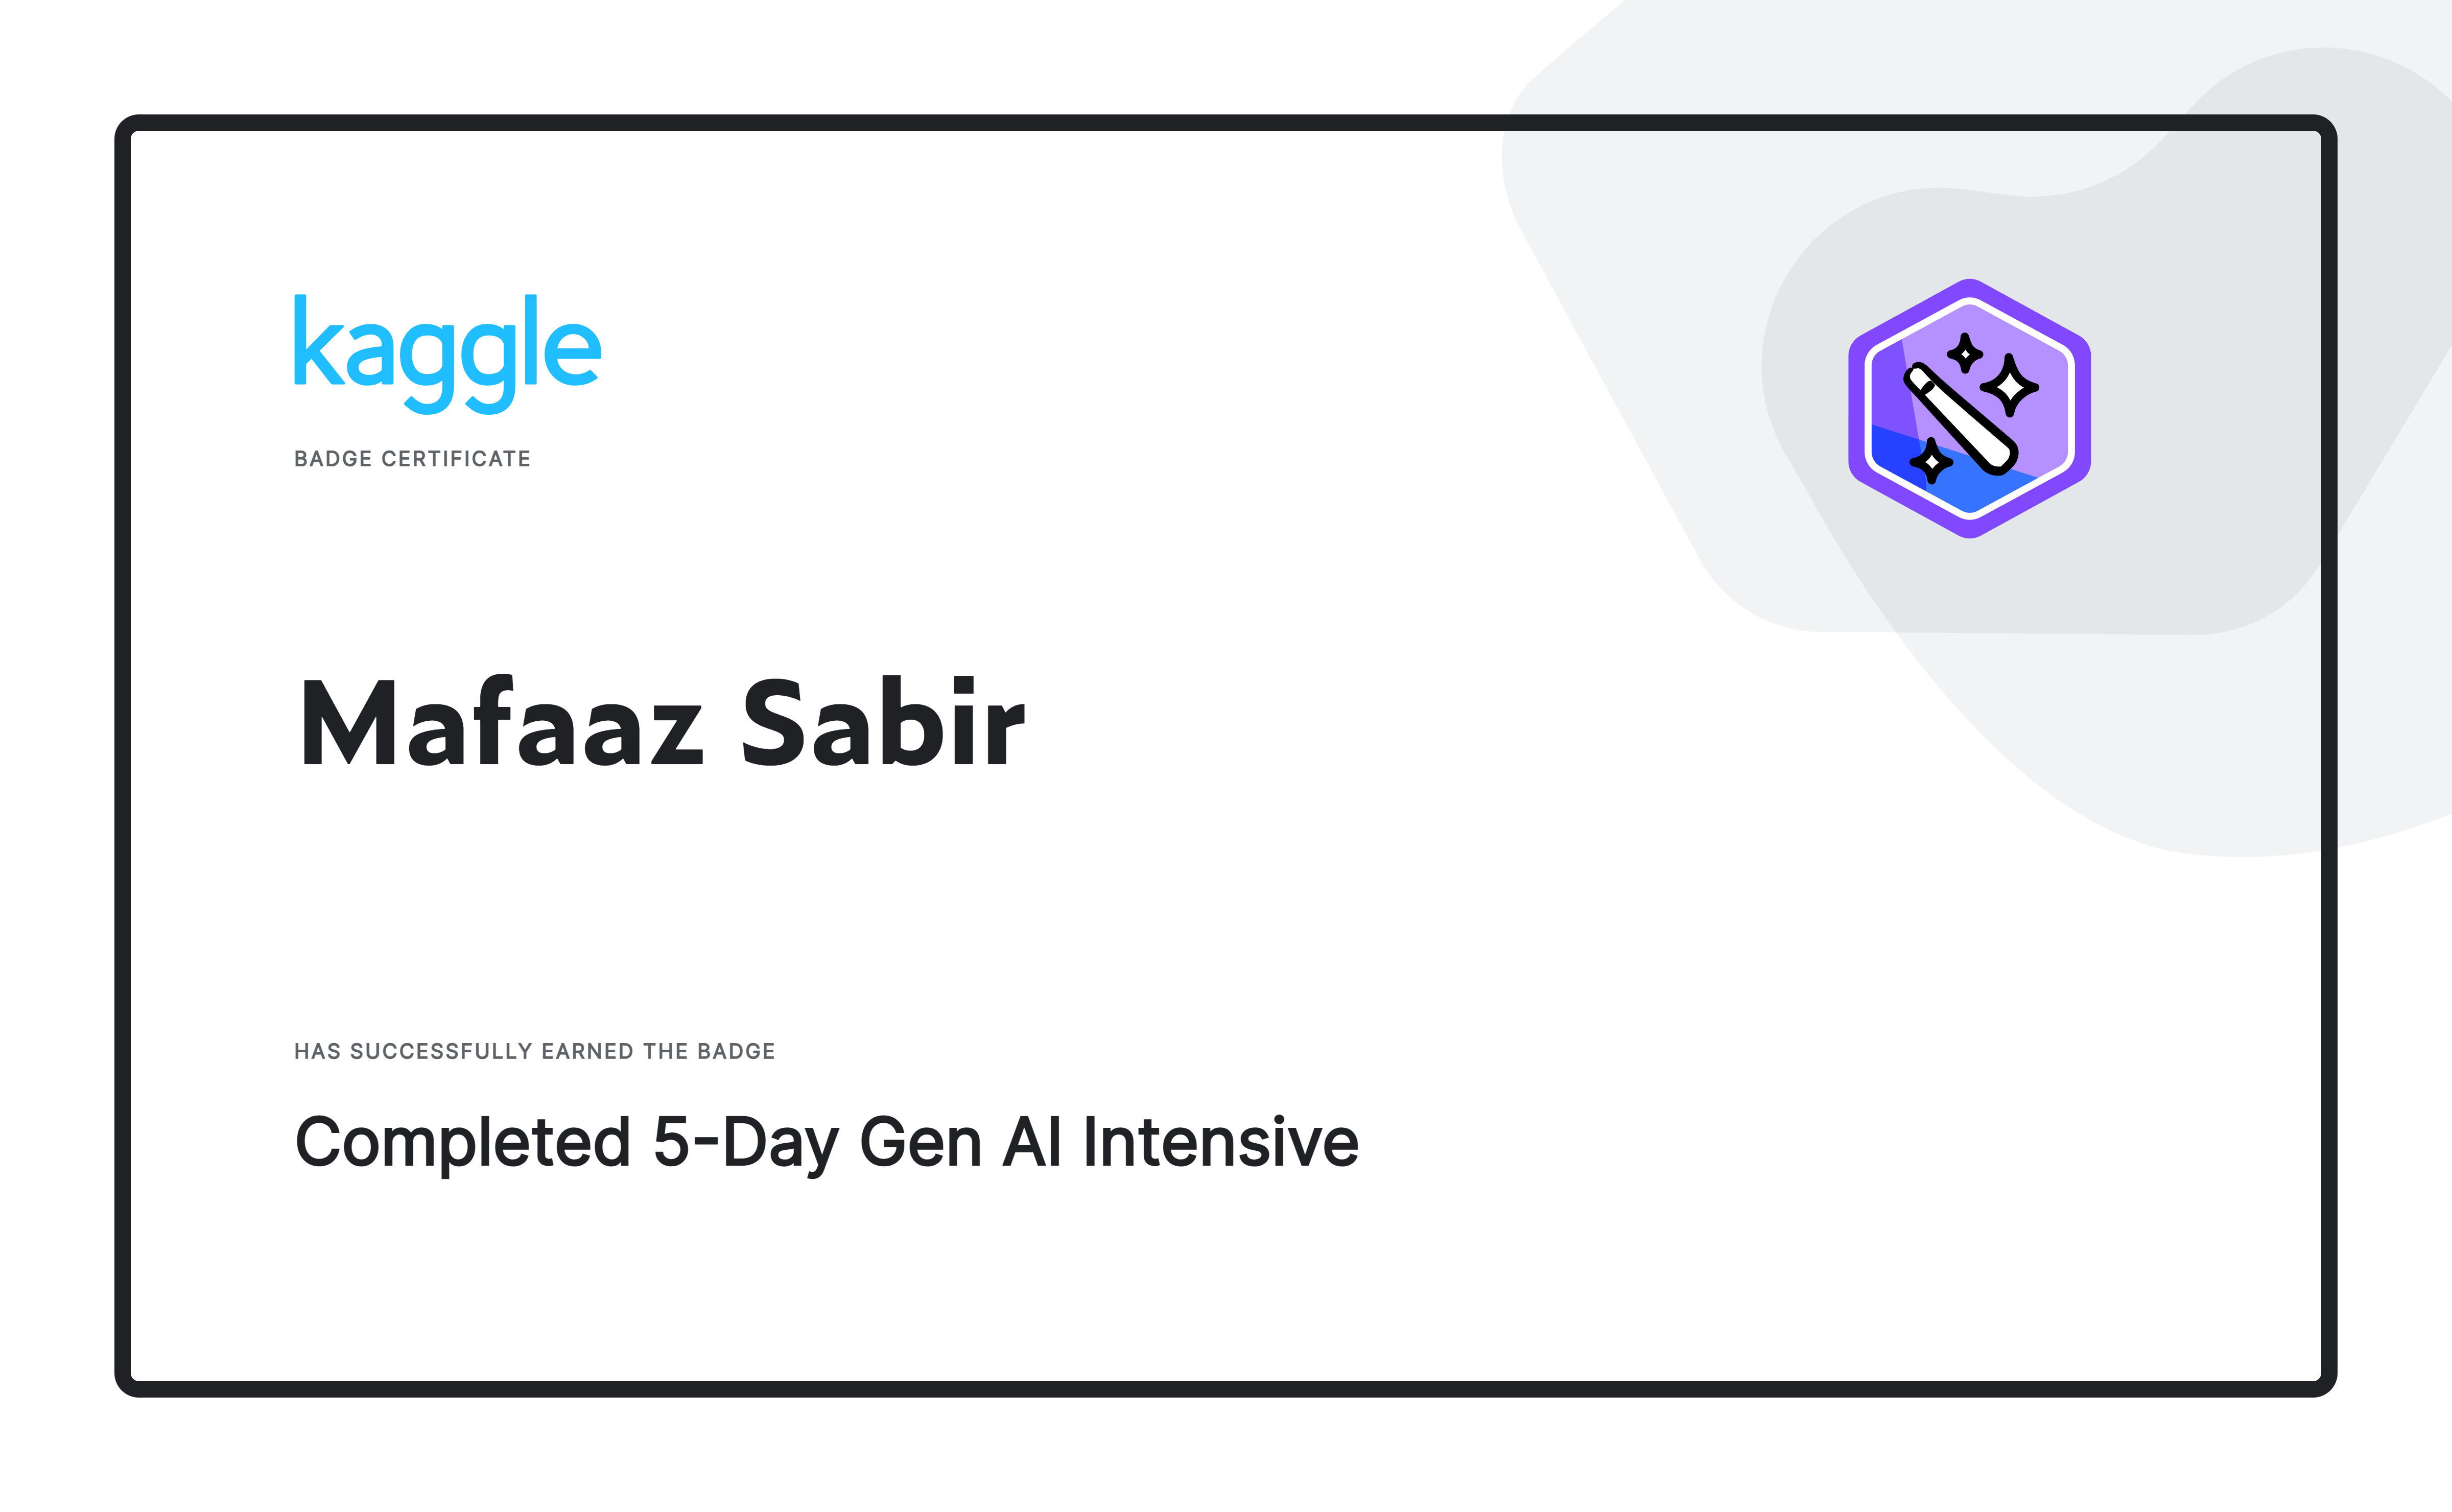 kaggle
BADGE CERTIFICATE
Mafaaz Sabir
HAS SUCCESSFULLY EARNED THE BADGE
Completed 5-Day Gen AI Intensive